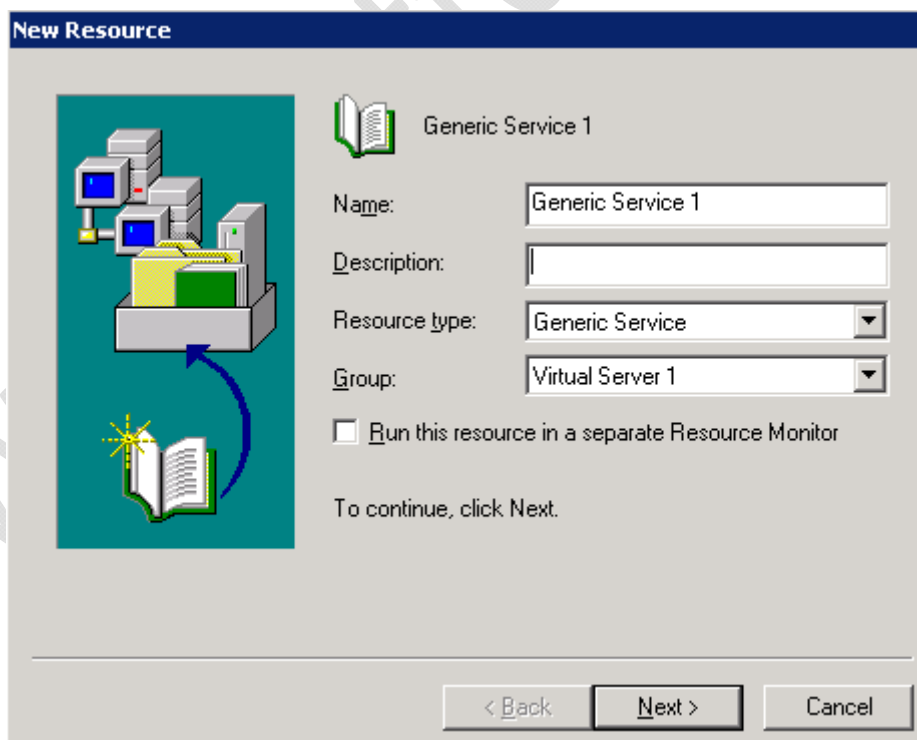 New Resource
Generic Service 1
Name: Generic Service 1
Description:
Resource type: Generic Service
Group: Virtual Server 1
Run this resource in a separate Resource Monitor
To continue, click Next.
< Back Next > Cancel